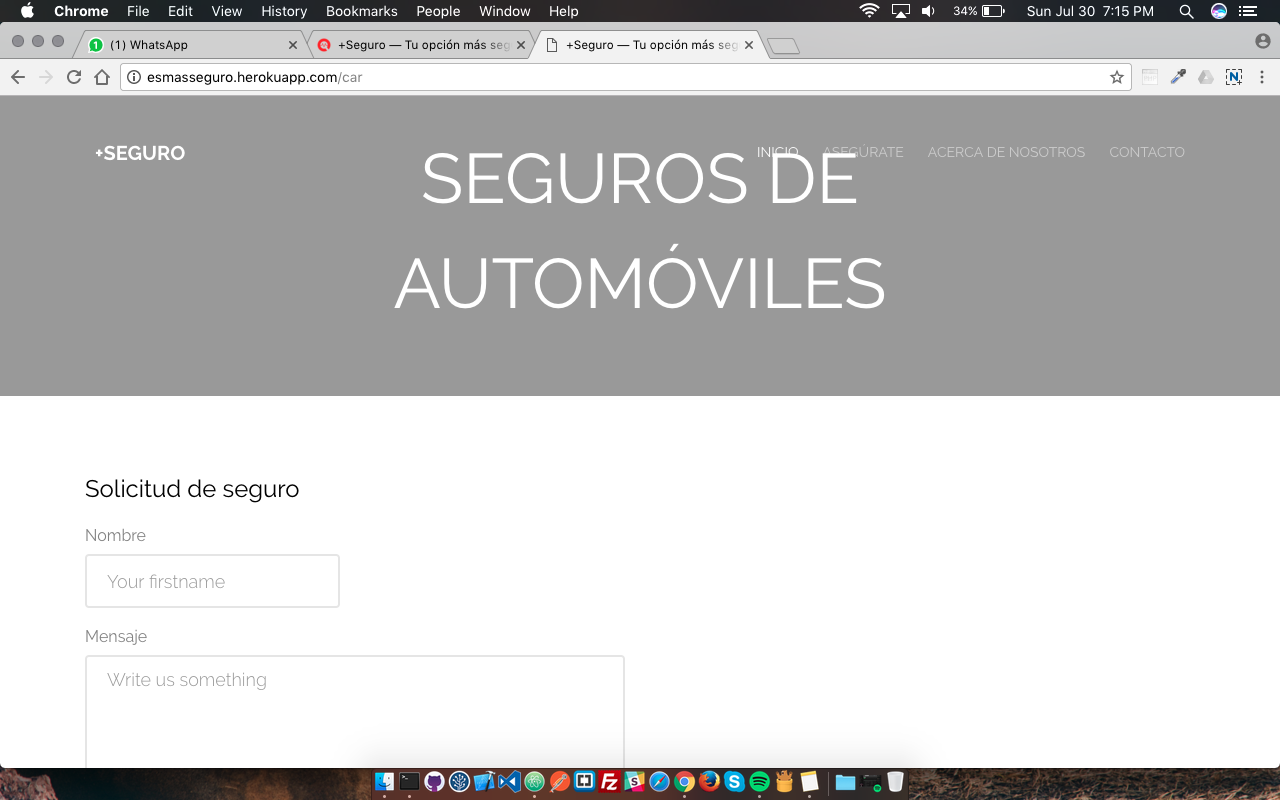 Chrome File Edit View History Bookmarks People Window Help 34% Sun Jul 30 7:15 PM
1 (1) WhatsApp +Seguro — Tu opción más seg +Seguro — Tu opción más seg
esmasseguro.herokuapp.com/car
+SEGURO INICIO ASEGÚRATE ACERCA DE NOSOTROS CONTACTO
SEGUROS DE
AUTOMÓVILES
Solicitud de seguro
Nombre
Your firstname
Mensaje
Write us something